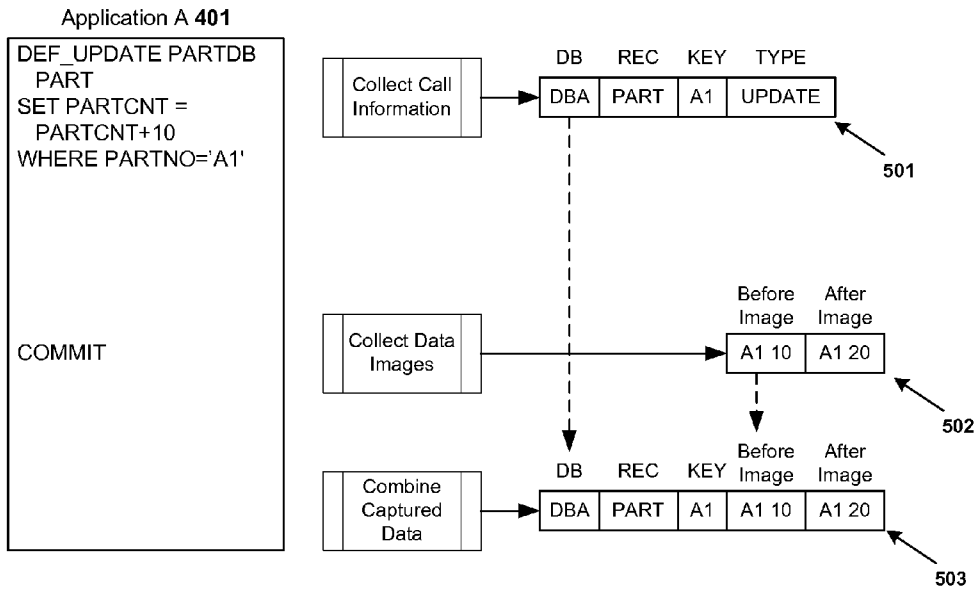 Application A 401
DEF_UPDATE PARTDB
PART
SET PARTCNT =
PARTCNT+10
WHERE PARTNO='A1'
COMMIT
Collect Call
Information
DB REC KEY TYPE
DBA PART A1 UPDATE
501
Collect Data
Images
Before After
Image Image
A1 10 A1 20
502
Combine
Captured
Data
Before After
DB REC KEY Image Image
DBA PART A1 A1 10 A1 20
503